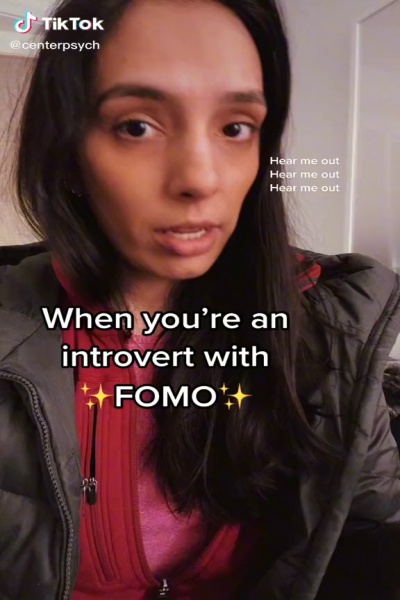 TikTok
@centerpsych
Hear me out
Hear me out
Hear me out
When you’re an
introvert with
✨FOMO✨